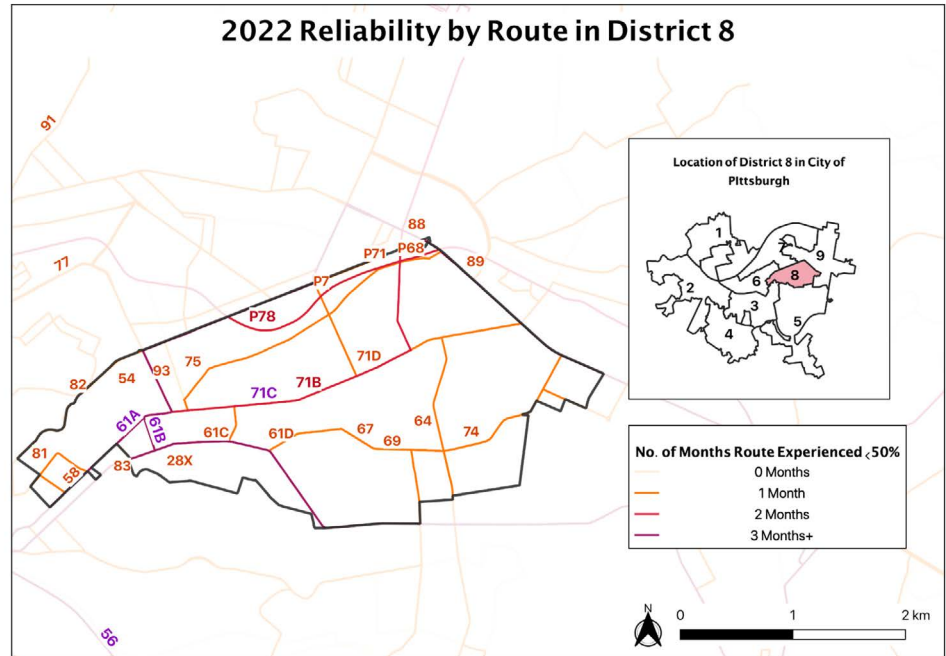 2022 Reliability by Route in District 8
91
77
88
P71
P68
89
P7
P78
75
71D
82
54
93
71C
71B
61A
61B
61C
61D
67
69
64
74
81
58
83
28X
56
Location of District 8 in City of
PIttsburgh
1
7
9
2
6
8
3
4
5
No. of Months Route Experienced <50%
0 Months
1 Month
2 Months
3 Months+
N
0
1
2 km